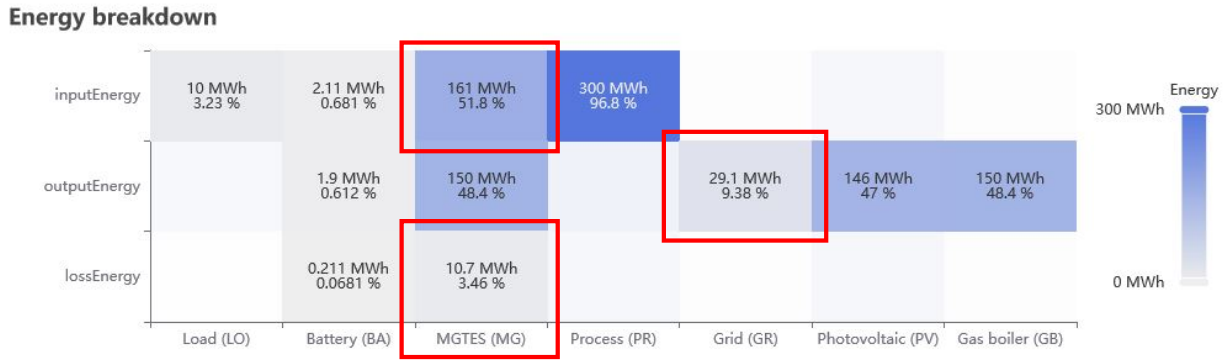 Energy breakdown
inputEnergy
10 MWh
3.23 %
2.11 MWh
0.681 %
161 MWh
51.8 %
300 MWh
96.8 %
outputEnergy
1.9 MWh
0.612 %
150 MWh
48.4 %
29.1 MWh
9.38 %
146 MWh
47 %
150 MWh
48.4 %
lossEnergy
0.211 MWh
0.0681 %
10.7 MWh
3.46 %
Load (LO)
Battery (BA)
MGTES (MG)
Process (PR)
Grid (GR)
Photovoltaic (PV)
Gas boiler (GB)
Energy
300 MWh
0 MWh